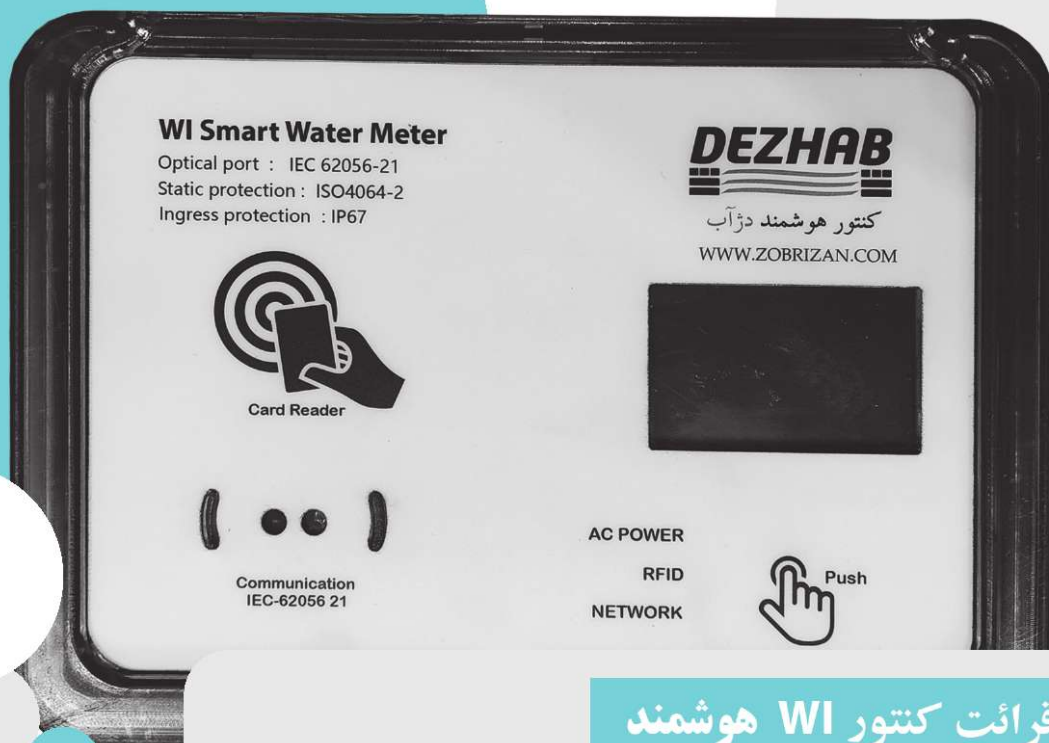 WI Smart Water Meter
Optical port : IEC 62056-21
Static protection : ISO4064-2
Ingress protection : IP67
DEZHAB
کنتور هوشمند دژآب
WWW.ZOBRIZAN.COM
Card Reader
Communication
IEC-62056 21
AC POWER
RFID
NETWORK
Push
قرائت کنتور WI هوشمند